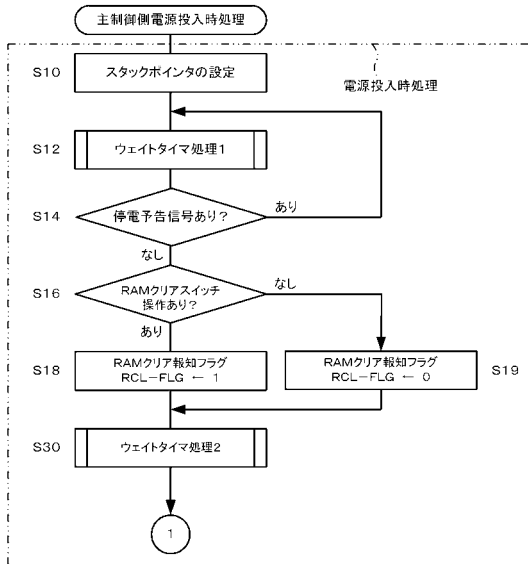 主制御側電源投入時処理
電源投入時処理
S10
スタックポインタの設定
S12
ウェイトタイマ処理1
S14
停電予告信号あり?
あり
なし
S16
RAMクリアスイッチ
操作あり?
なし
あり
S18
RAMクリア報知フラグ
RCL-FLG ← 1
RAMクリア報知フラグ
RCL-FLG ← 0
S19
S30
ウェイトタイマ処理2
1